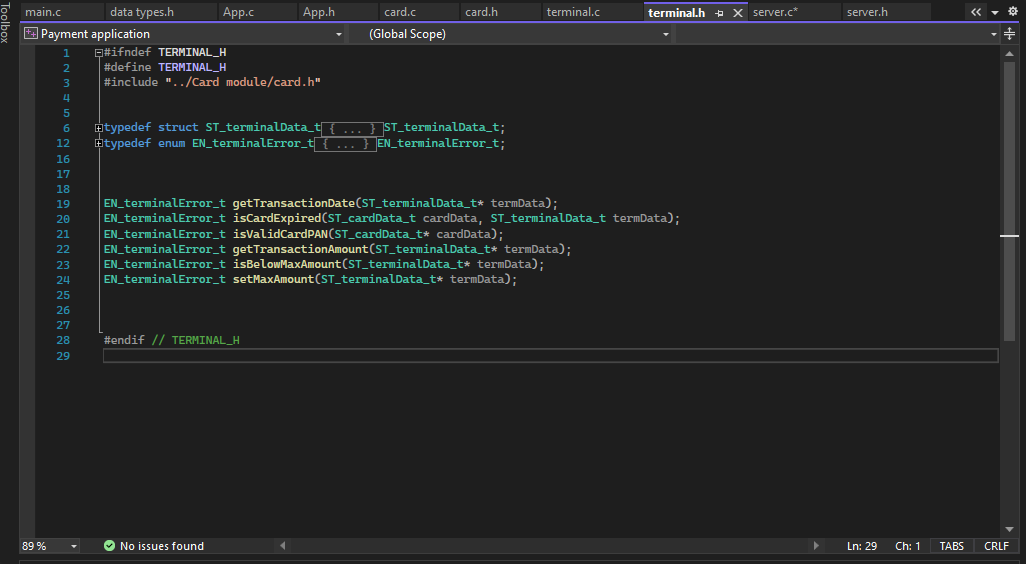 Toolbox
main.c data types.h App.c App.h card.c card.h terminal.c terminal.h server.c* server.h
Payment application (Global Scope)
1 #ifndef TERMINAL_H
2 #define TERMINAL_H
3 #include "../Card module/card.h"
4
5
6 typedef struct ST_terminalData_t{ ... }ST_terminalData_t;
12 typedef enum EN_terminalError_t{ ... }EN_terminalError_t;
16
17
18
19 EN_terminalError_t getTransactionDate(ST_terminalData_t* termData);
20 EN_terminalError_t isCardExpired(ST_cardData_t cardData, ST_terminalData_t termData);
21 EN_terminalError_t isValidCardPAN(ST_cardData_t* cardData);
22 EN_terminalError_t getTransactionAmount(ST_terminalData_t* termData);
23 EN_terminalError_t isBelowMaxAmount(ST_terminalData_t* termData);
24 EN_terminalError_t setMaxAmount(ST_terminalData_t* termData);
25
26
27
28 #endif // TERMINAL_H
29
89 % No issues found Ln: 29 Ch: 1 TABS CRLF